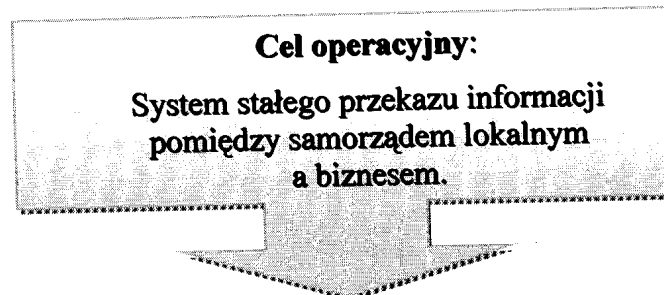 Cel operacyjny:
System stałego przekazu informacji
pomiędzy samorządem lokalnym
a biznesem.